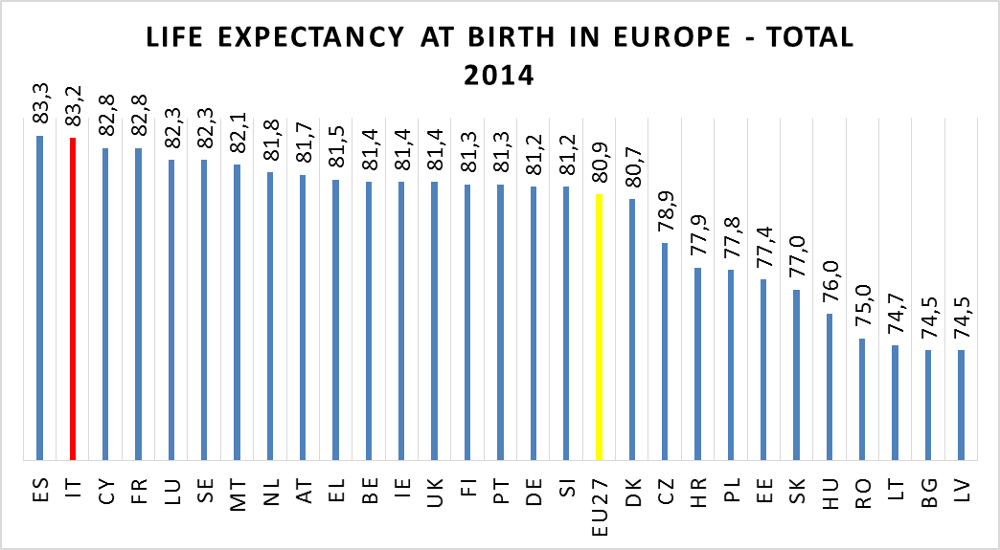 LIFE EXPECTANCY AT BIRTH IN EUROPE - TOTAL
2014
83,3
83,2
82,8
82,8
82,3
82,3
82,1
81,8
81,7
81,5
81,4
81,4
81,4
81,3
81,3
81,2
81,2
80,9
80,7
78,9
77,9
77,8
77,4
77,0
76,0
75,0
74,7
74,5
74,5
ES
IT
CY
FR
LU
SE
MT
NL
AT
EL
BE
IE
UK
FI
PT
DE
SI
EU27
DK
CZ
HR
PL
EE
SK
HU
RO
LT
BG
LV